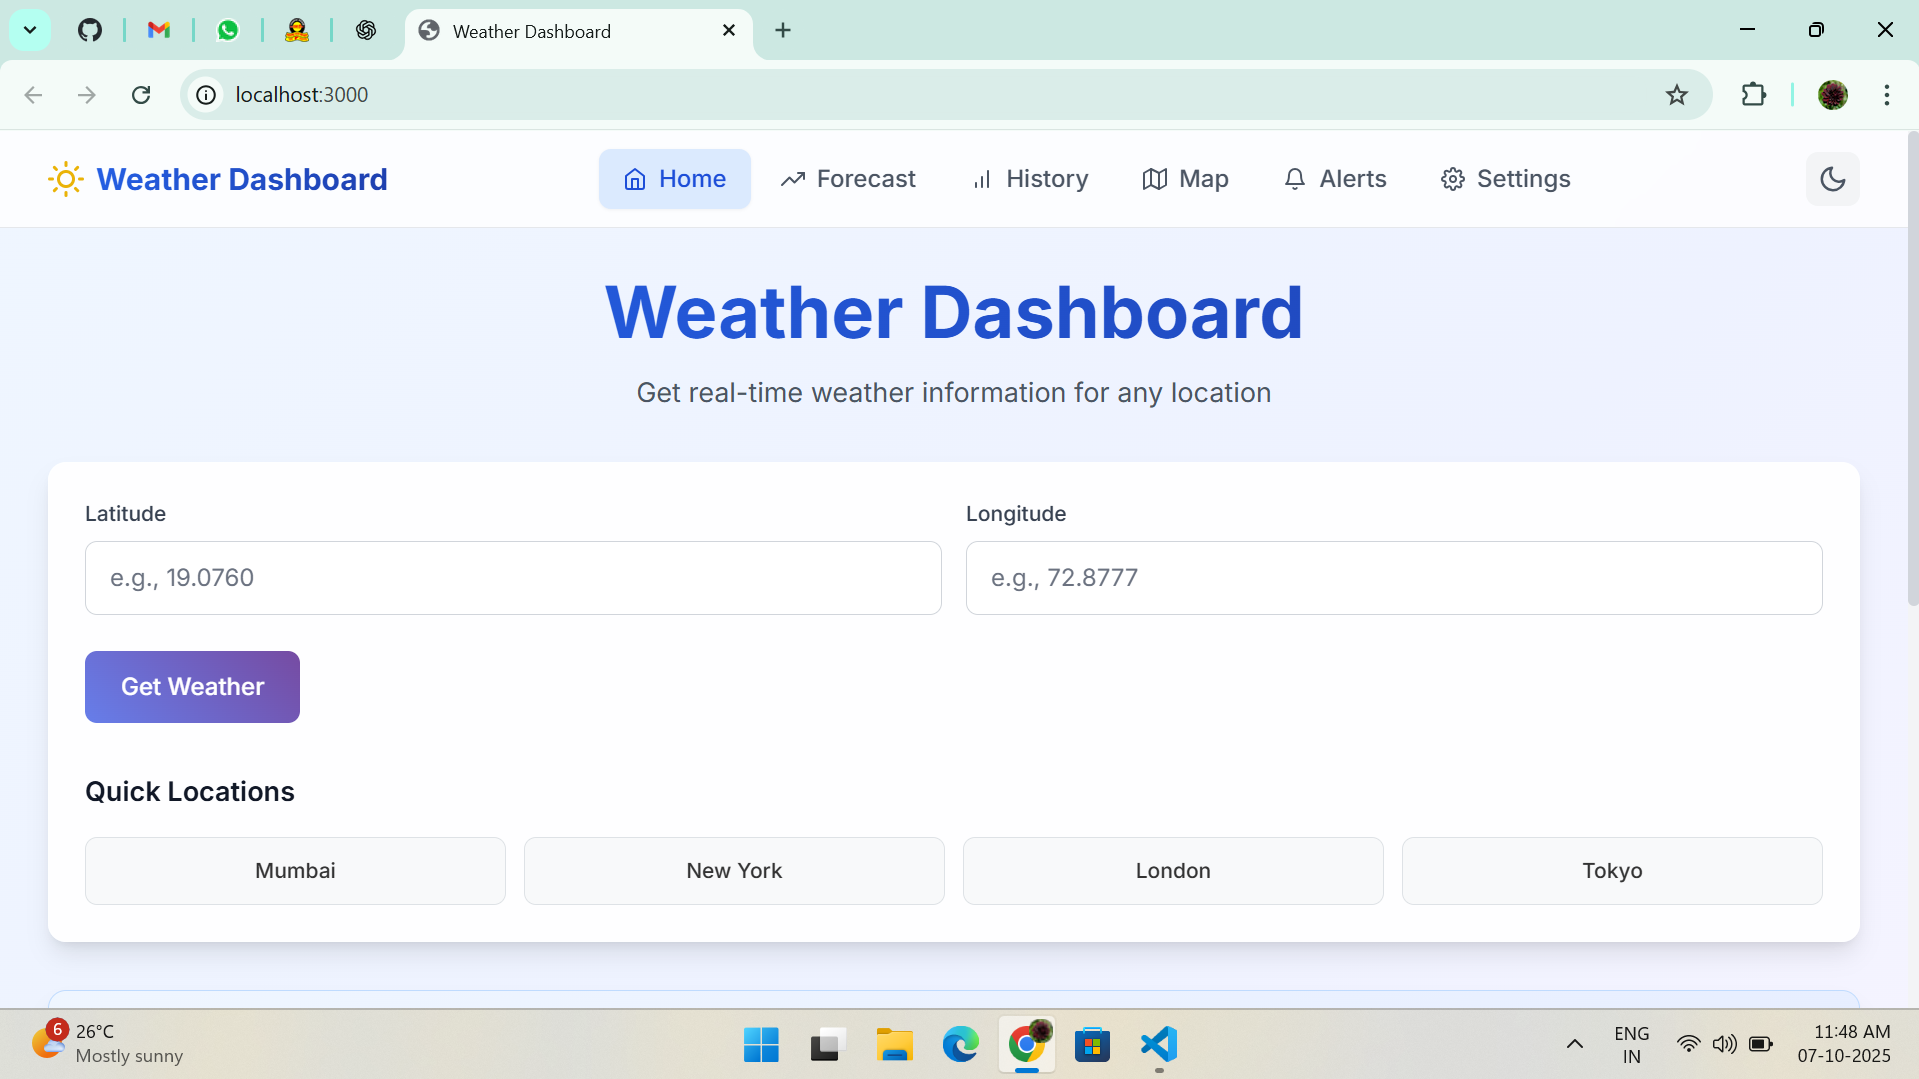 Weather Dashboard
localhost:3000
Weather Dashboard
Home
Forecast
History
Map
Alerts
Settings
Weather Dashboard
Get real-time weather information for any location
Latitude
Longitude
e.g., 19.0760
e.g., 72.8777
Get Weather
Quick Locations
Mumbai
New York
London
Tokyo
6
26°C
Mostly sunny
ENG
IN
11:48 AM
07-10-2025